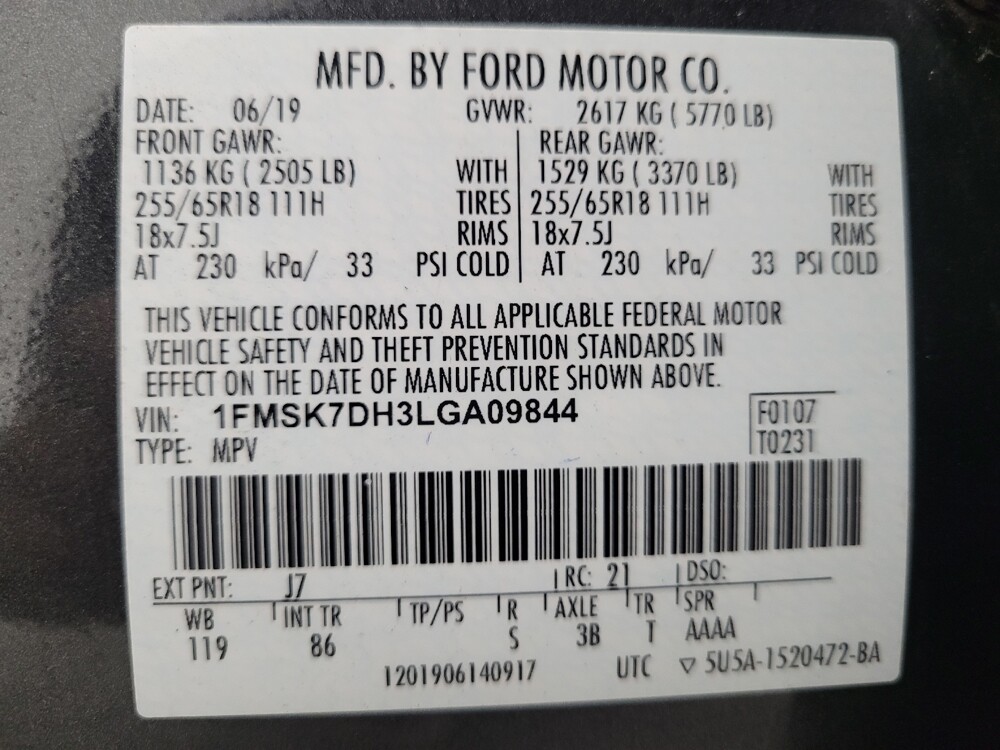 MFD. BY FORD MOTOR CO.
DATE: 06/19 GVWR: 2617 KG ( 5770 LB)
FRONT GAWR: REAR GAWR:
1136 KG ( 2505 LB) WITH 1529 KG ( 3370 LB) WITH
255/65R18 111H TIRES 255/65R18 111H TIRES
18x7.5J RIMS 18x7.5J RIMS
AT 230 kPa/ 33 PSI COLD AT 230 kPa/ 33 PSI COLD
THIS VEHICLE CONFORMS TO ALL APPLICABLE FEDERAL MOTOR
VEHICLE SAFETY AND THEFT PREVENTION STANDARDS IN
EFFECT ON THE DATE OF MANUFACTURE SHOWN ABOVE.
VIN: 1FMSK7DH3LGA09844 F0107
TYPE: MPV T0231
EXT PNT: J7 RC: 21 DSO:
WB INT TR TP/PS R AXLE TR SPR
119 86 S 3B T AAAA
1201906140917 UTC ▽ 5U5A-1520472-BA